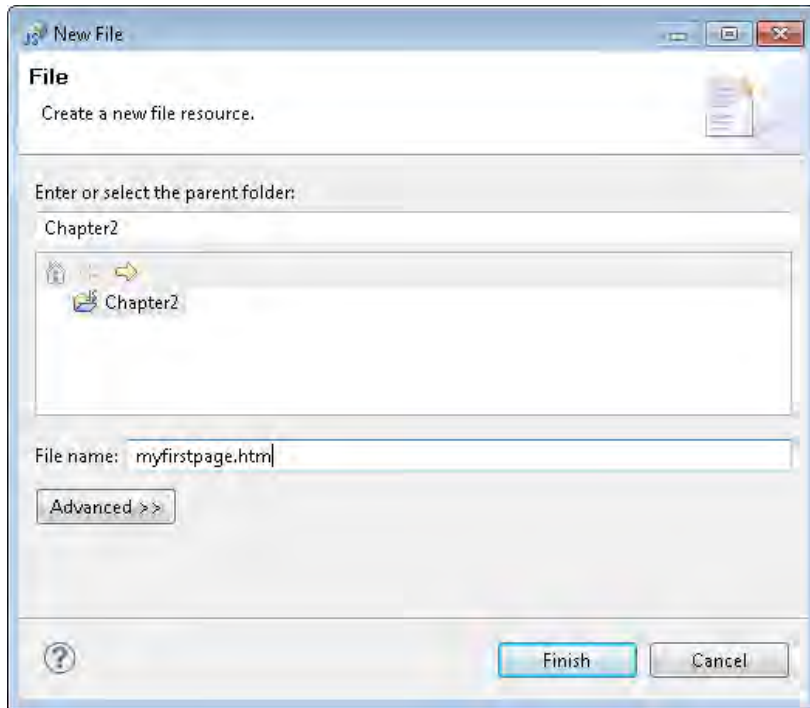 JS New File
File
Create a new file resource.
Enter or select the parent folder:
Chapter2
Chapter2
File name: myfirstpage.htm
Advanced >>
?
Finish
Cancel